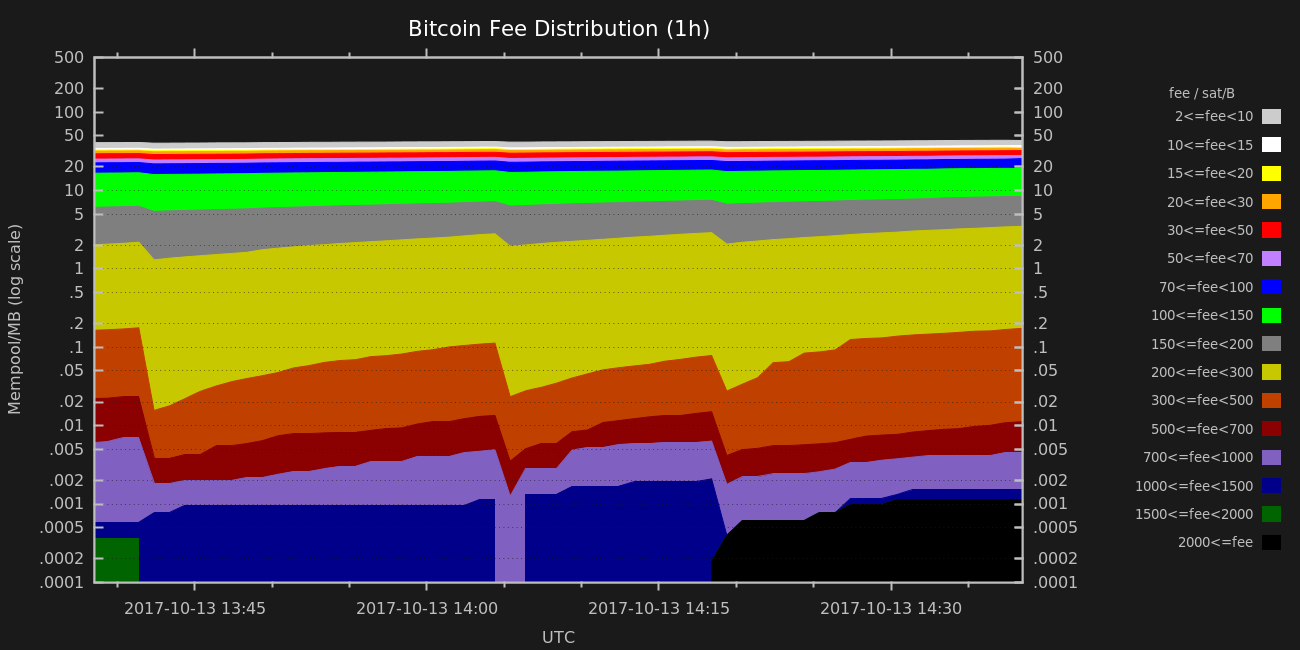 Bitcoin Fee Distribution (1h)
Mempool/MB (log scale)
500
200
100
50
20
10
5
2
1
.5
.2
.1
.05
.02
.01
.005
.002
.001
.0005
.0002
.0001
500
200
100
50
20
10
5
2
1
.5
.2
.1
.05
.02
.01
.005
.002
.001
.0005
.0002
.0001
2017-10-13 13:45
2017-10-13 14:00
2017-10-13 14:15
2017-10-13 14:30
UTC
fee / sat/B
2<=fee<10
10<=fee<15
15<=fee<20
20<=fee<30
30<=fee<50
50<=fee<70
70<=fee<100
100<=fee<150
150<=fee<200
200<=fee<300
300<=fee<500
500<=fee<700
700<=fee<1000
1000<=fee<1500
1500<=fee<2000
2000<=fee